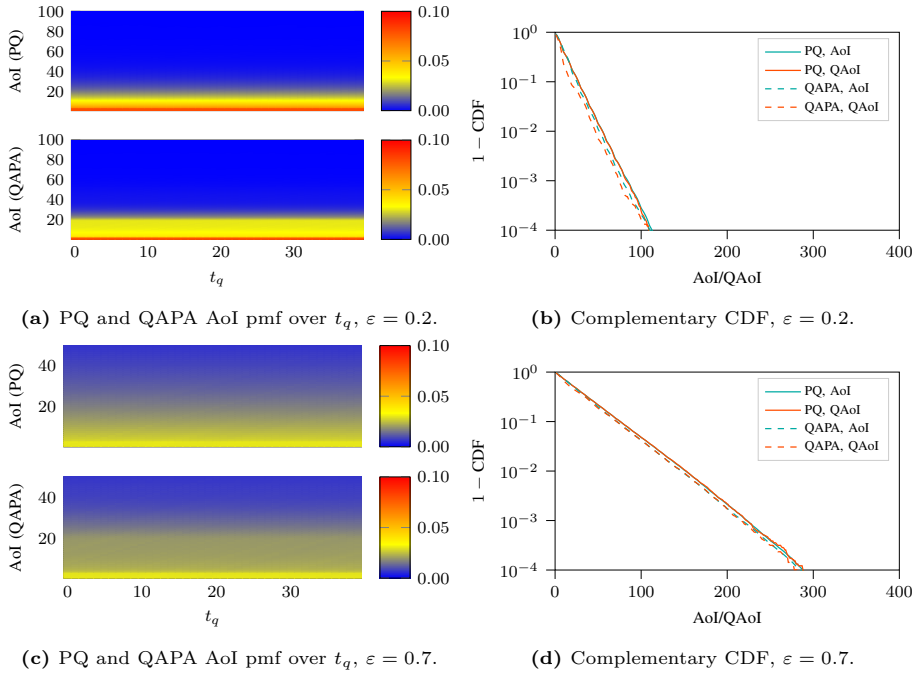 100
80
60
40
20
AoI (PQ)
0.10
0.05
0.00
100
80
60
40
20
AoI (QAPA)
0.10
0.05
0.00
0 10 20 30
t_q
10^0
10^−1
10^−2
10^−3
10^−4
1 − CDF
PQ, AoI
PQ, QAoI
QAPA, AoI
QAPA, QAoI
0 100 200 300 400
AoI/QAoI
(a) PQ and QAPA AoI pmf over t_q, ε = 0.2.
(b) Complementary CDF, ε = 0.2.
40
20
AoI (PQ)
0.10
0.05
0.00
40
20
AoI (QAPA)
0.10
0.05
0.00
0 10 20 30
t_q
10^0
10^−1
10^−2
10^−3
10^−4
1 − CDF
PQ, AoI
PQ, QAoI
QAPA, AoI
QAPA, QAoI
0 100 200 300 400
AoI/QAoI
(c) PQ and QAPA AoI pmf over t_q, ε = 0.7.
(d) Complementary CDF, ε = 0.7.